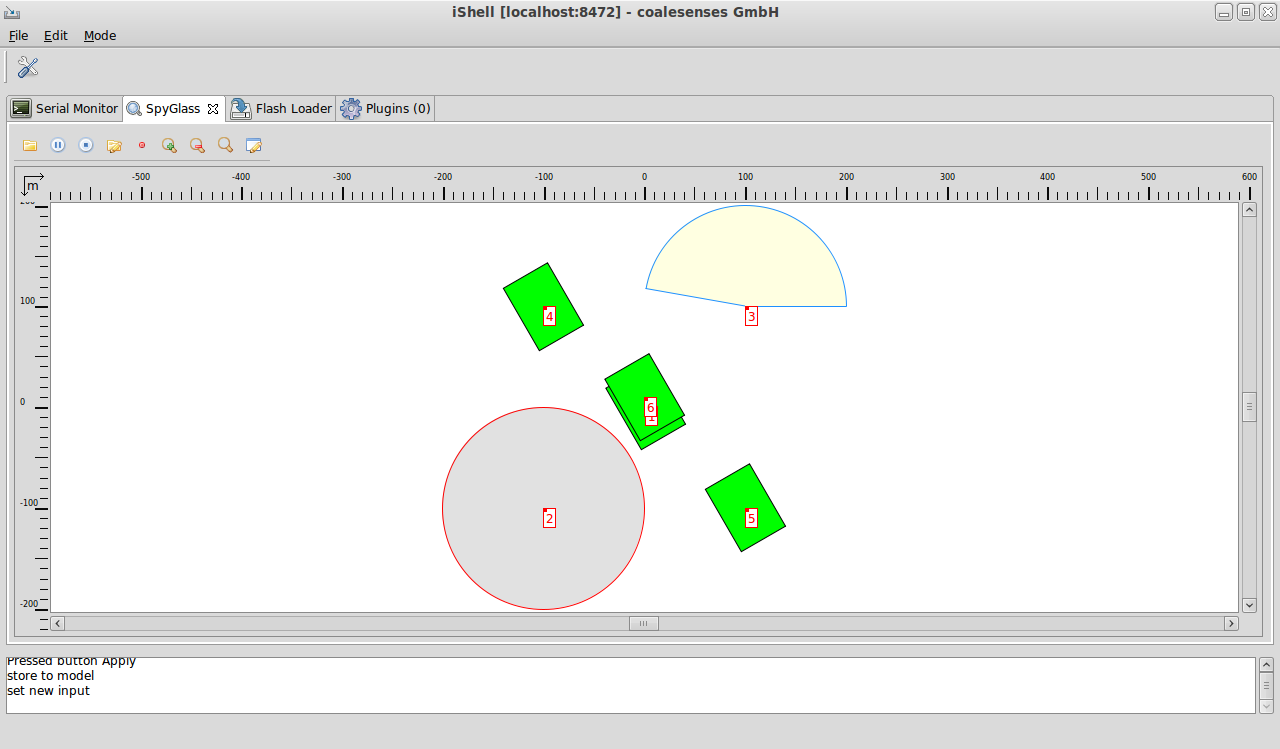 iShell [localhost:8472] - coalesenses GmbH
File Edit Mode
Serial Monitor SpyGlass Flash Loader Plugins (0)
m -500 -400 -300 -200 -100 0 100 200 300 400 500 600
200
4
100
3
6
1
0
2
5
-100
-200
Pressed button Apply
store to model
set new input